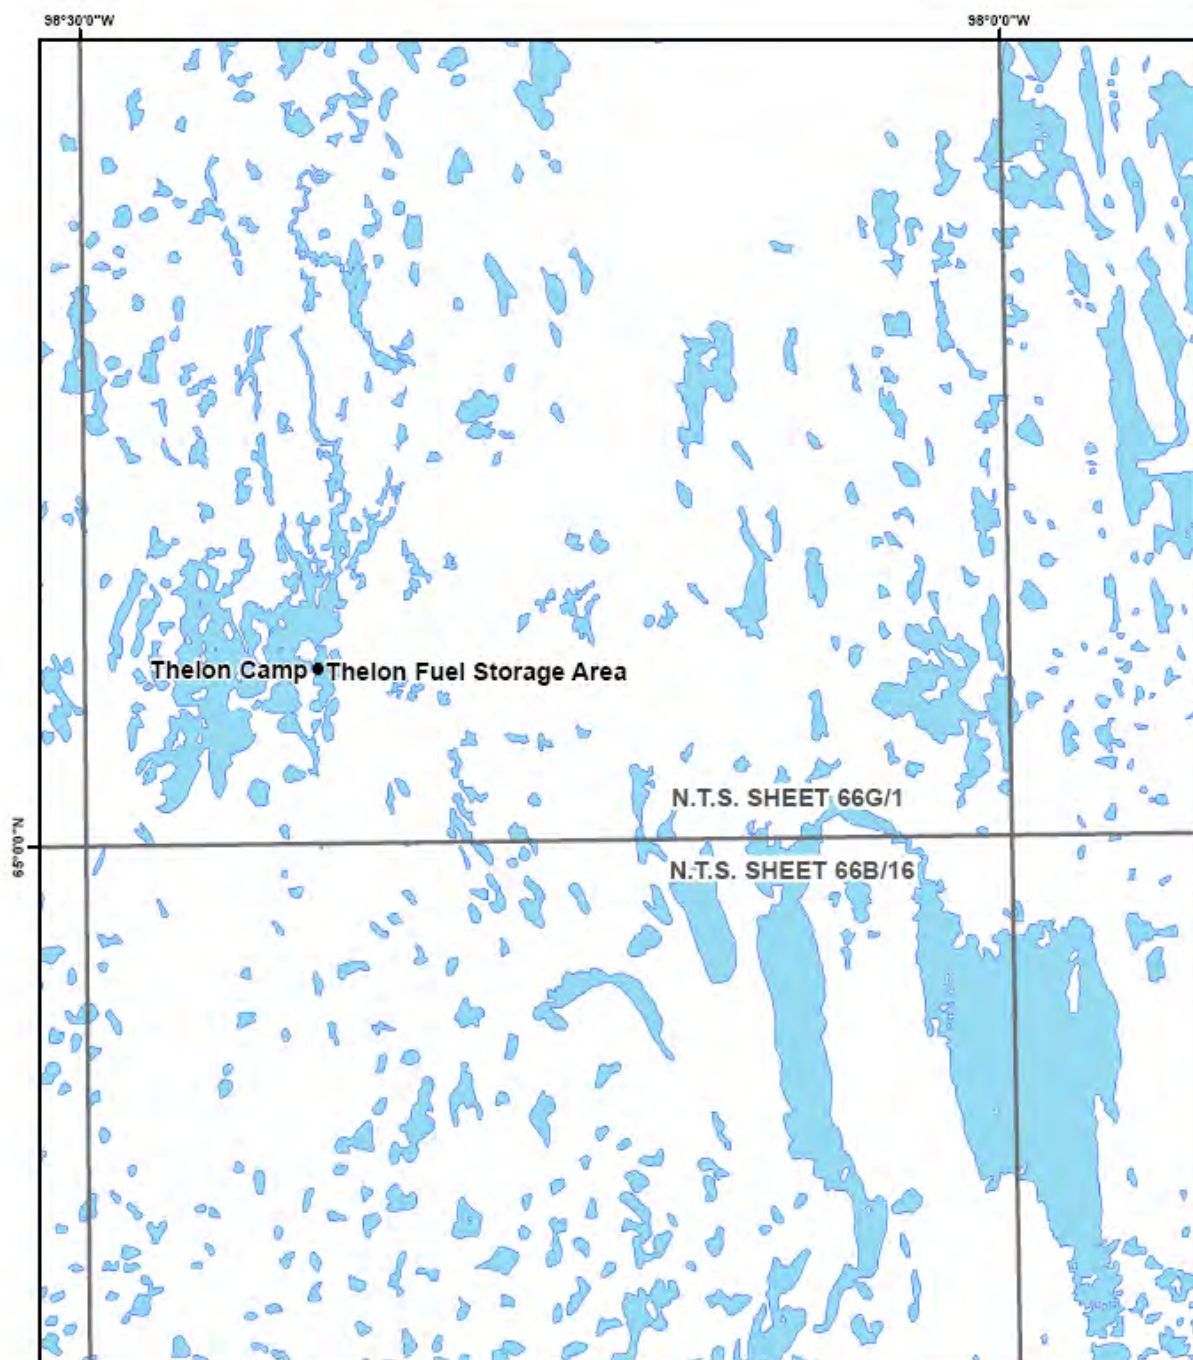 98°30'0"W
98°0'0"W
Thelon Camp
Thelon Fuel Storage Area
N.T.S. SHEET 66G/1
65°0'0"N
N.T.S. SHEET 66B/16